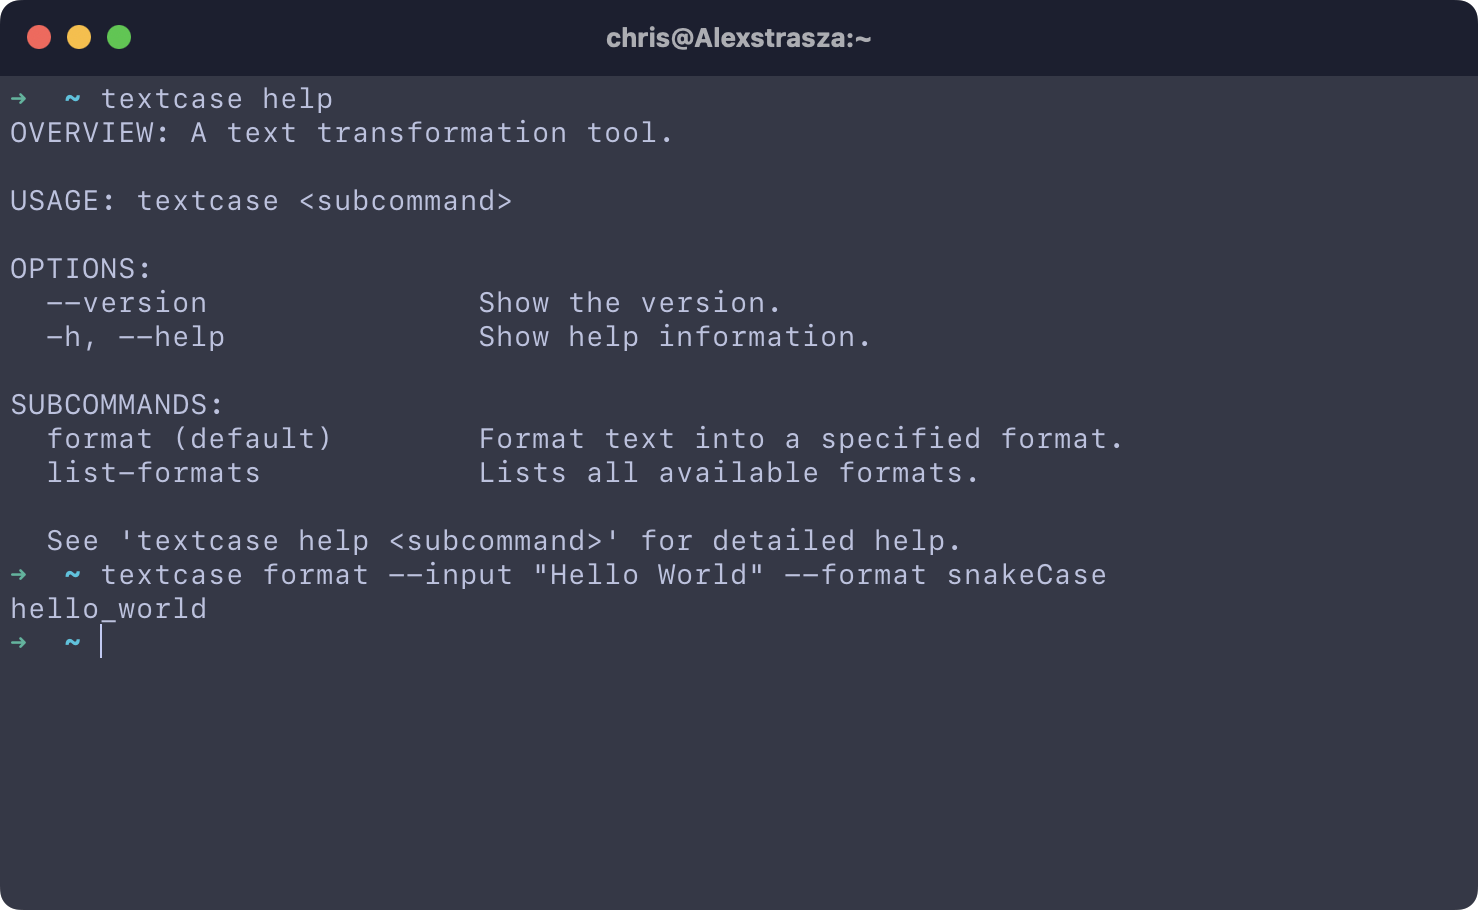 chris@Alexstrasza:~
➜  ~ textcase help
OVERVIEW: A text transformation tool.

USAGE: textcase <subcommand>

OPTIONS:
  --version               Show the version.
  -h, --help              Show help information.

SUBCOMMANDS:
  format (default)        Format text into a specified format.
  list-formats            Lists all available formats.

  See 'textcase help <subcommand>' for detailed help.
➜  ~ textcase format --input "Hello World" --format snakeCase
hello_world
➜  ~